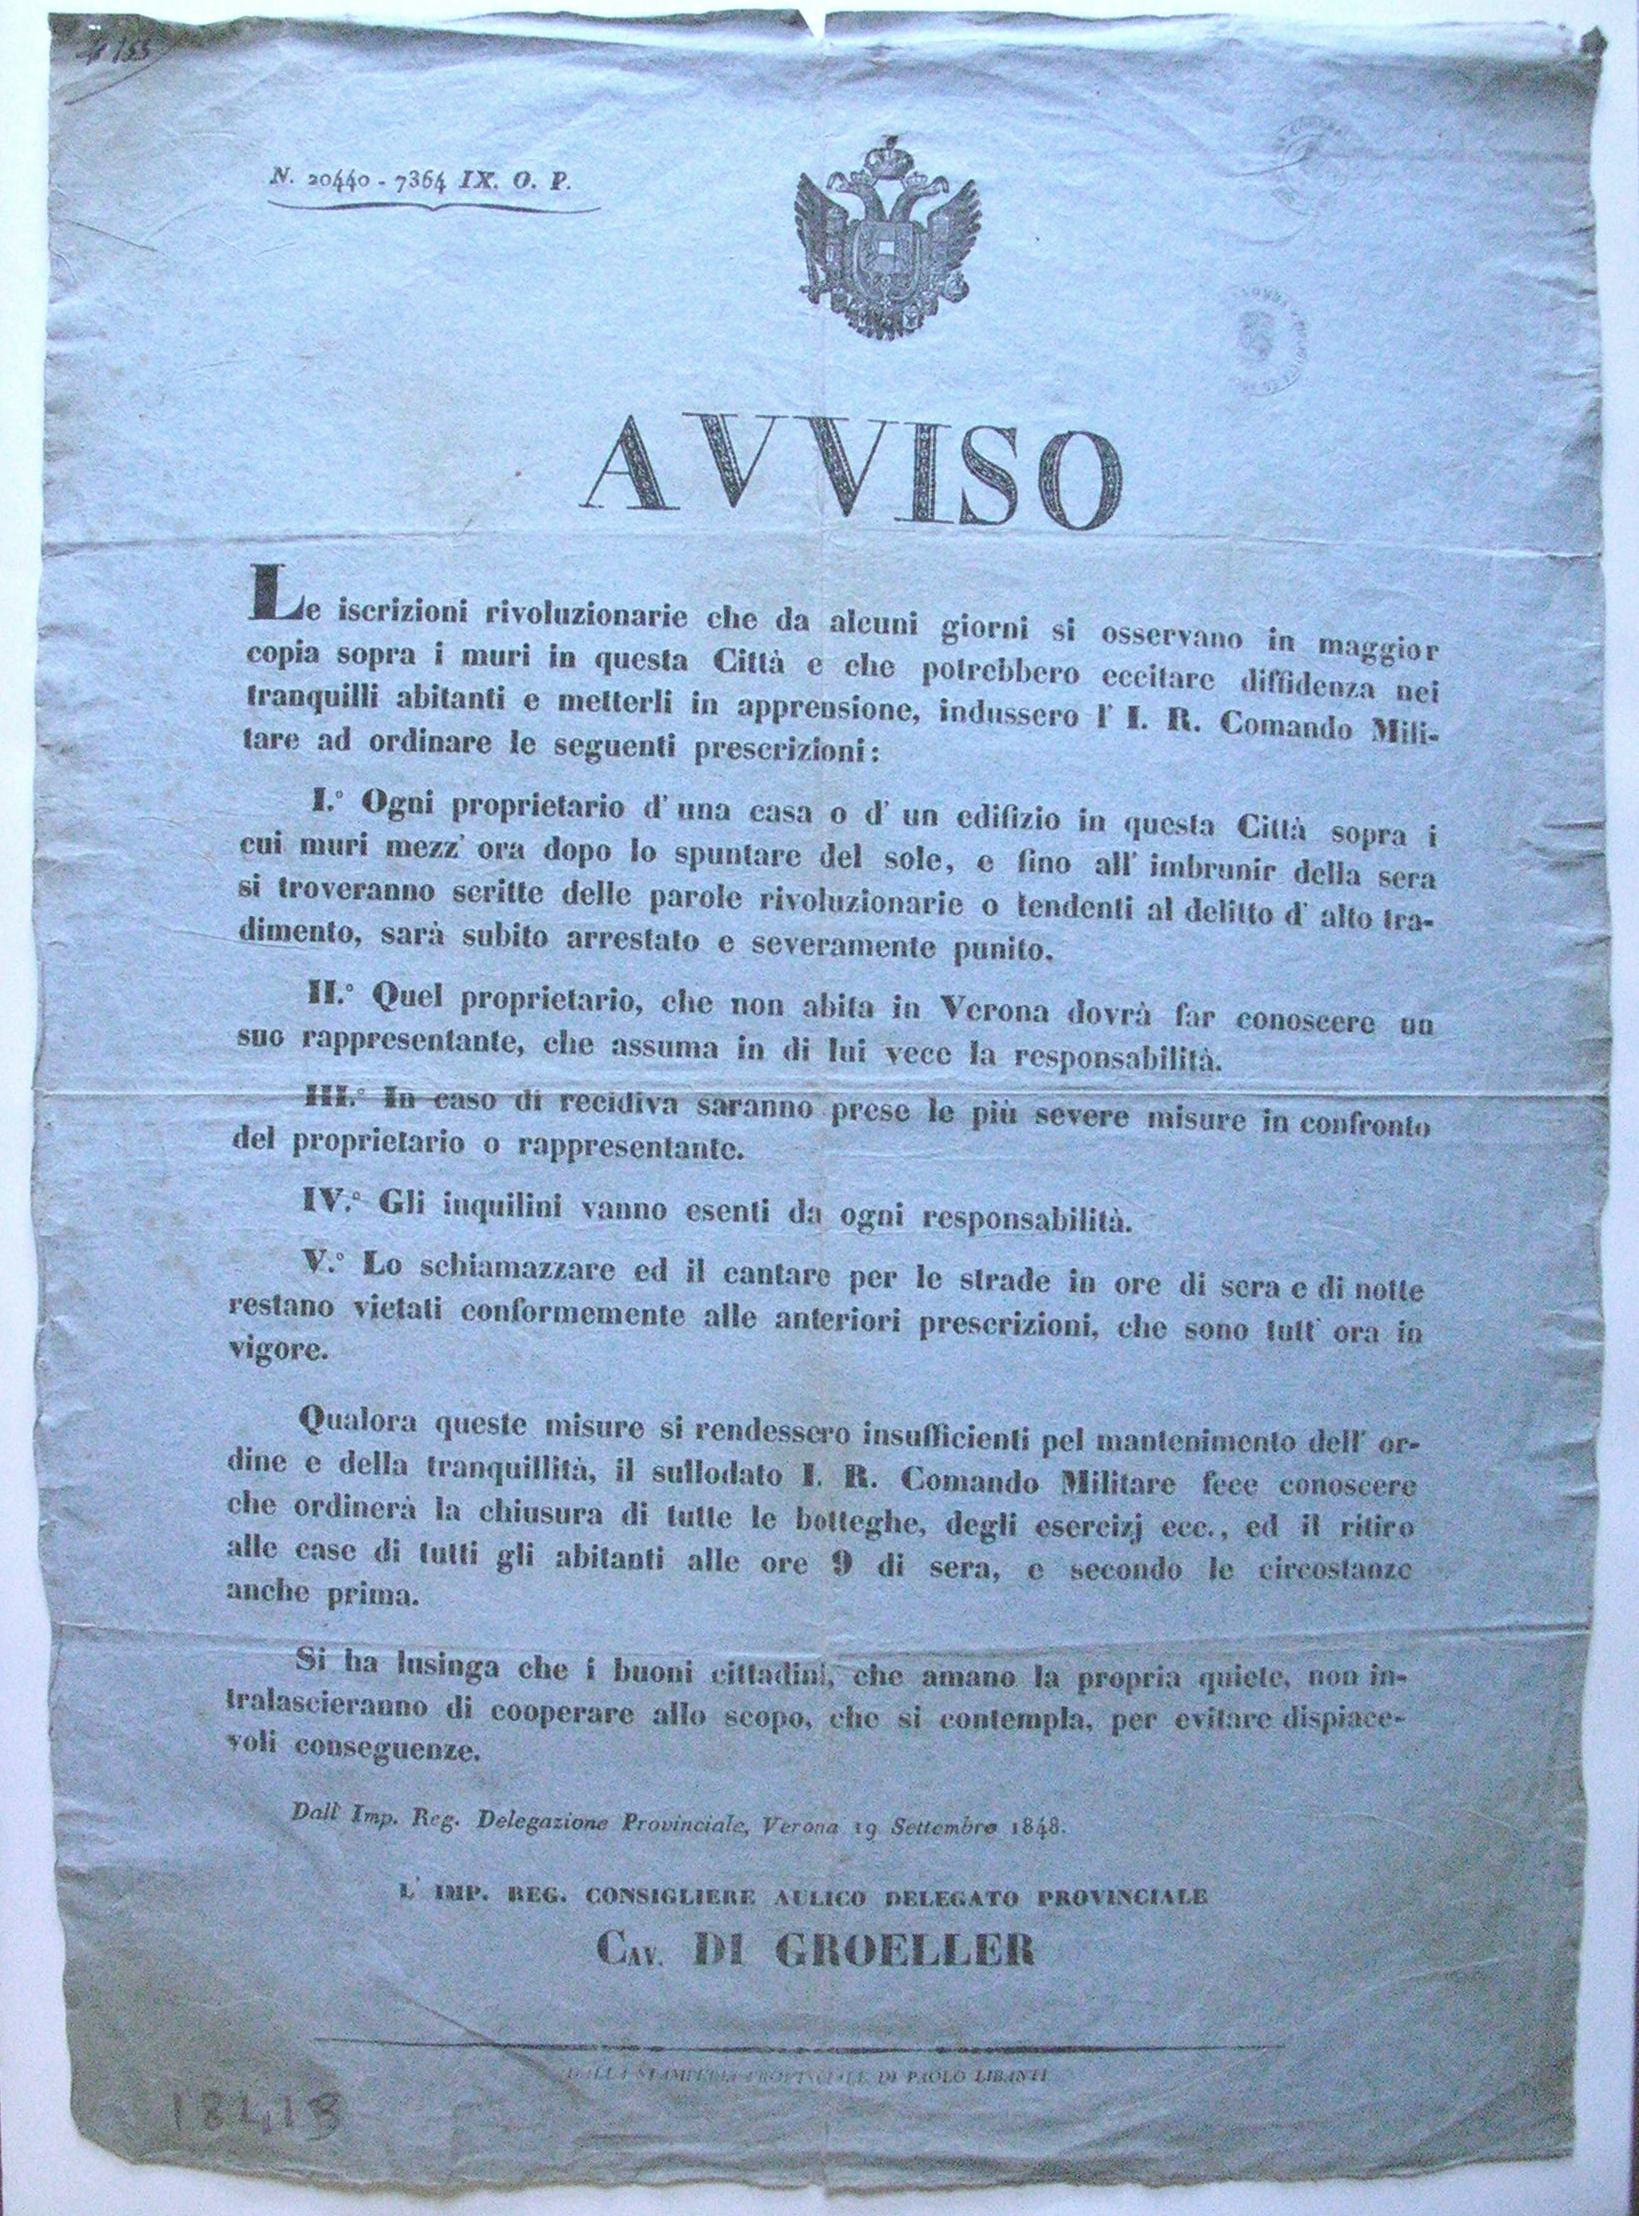 N. 20440 - 7364 IX. O. P.
AVVISO
Le iscrizioni rivoluzionarie che da alcuni giorni si osservano in maggior
copia sopra i muri in questa Città e che potrebbero eccitare diffidenza nei
tranquilli abitanti e metterli in apprensione, indussero l' I. R. Comando Mili-
tare ad ordinare le seguenti prescrizioni:
I.° Ogni proprietario d' una casa o d' un edifizio in questa Città sopra i
cui muri mezz' ora dopo lo spuntare del sole, e fino all' imbrunir della sera
si troveranno scritte delle parole rivoluzionarie o tendenti al delitto d' alto tra-
dimento, sarà subito arrestato e severamente punito.
II.° Quel proprietario, che non abita in Verona dovrà far conoscere un
suo rappresentante, che assuma in di lui vece la responsabilità.
III.° In caso di recidiva saranno prese le più severe misure in confronto
del proprietario o rappresentante.
IV.° Gli inquilini vanno esenti da ogni responsabilità.
V.° Lo schiamazzare ed il cantare per le strade in ore di sera e di notte
restano vietati conformemente alle anteriori prescrizioni, che sono tutt' ora in
vigore.
Qualora queste misure si rendessero insufficienti pel mantenimento dell' or-
dine e della tranquillità, il sullodato I. R. Comando Militare fece conoscere
che ordinerà la chiusura di tutte le botteghe, degli esercizj ecc., ed il ritiro
alle case di tutti gli abitanti alle ore 9 di sera, e secondo le circostanze
anche prima.
Si ha lusinga che i buoni cittadini, che amano la propria quiete, non in-
tralascieranno di cooperare allo scopo, che si contempla, per evitare dispiace-
voli conseguenze.
Dall' Imp. Reg. Delegazione Provinciale, Verona 19 Settembre 1848.
L' IMP. REG. CONSIGLIERE AULICO DELEGATO PROVINCIALE
CAV. DI GROELLER
DALLA STAMPERIA PROVINCIALE DI PAOLO LIBANTI